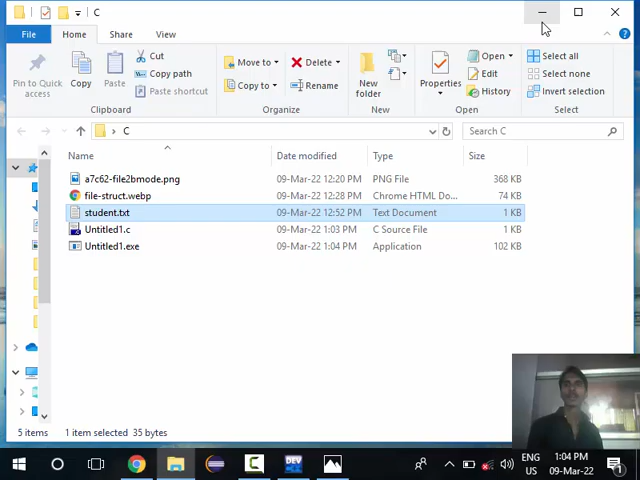 C
File Home Share View
Pin to Quick access
Copy
Paste
Cut
Copy path
Paste shortcut
Clipboard
Move to
Copy to
Delete
Rename
Organize
New folder
New
Properties
Open
Edit
History
Open
Select all
Select none
Invert selection
Select
C
Search C
Name Date modified Type Size
a7c62-file2bmode.png 09-Mar-22 12:20 PM PNG File 368 KB
file-struct.webp 09-Mar-22 12:28 PM Chrome HTML Do... 74 KB
student.txt 09-Mar-22 12:52 PM Text Document 1 KB
Untitled1.c 09-Mar-22 1:03 PM C Source File 1 KB
Untitled1.exe 09-Mar-22 1:04 PM Application 102 KB
5 items 1 item selected 35 bytes
DEV
ENG 1:04 PM
US 09-Mar-22
1